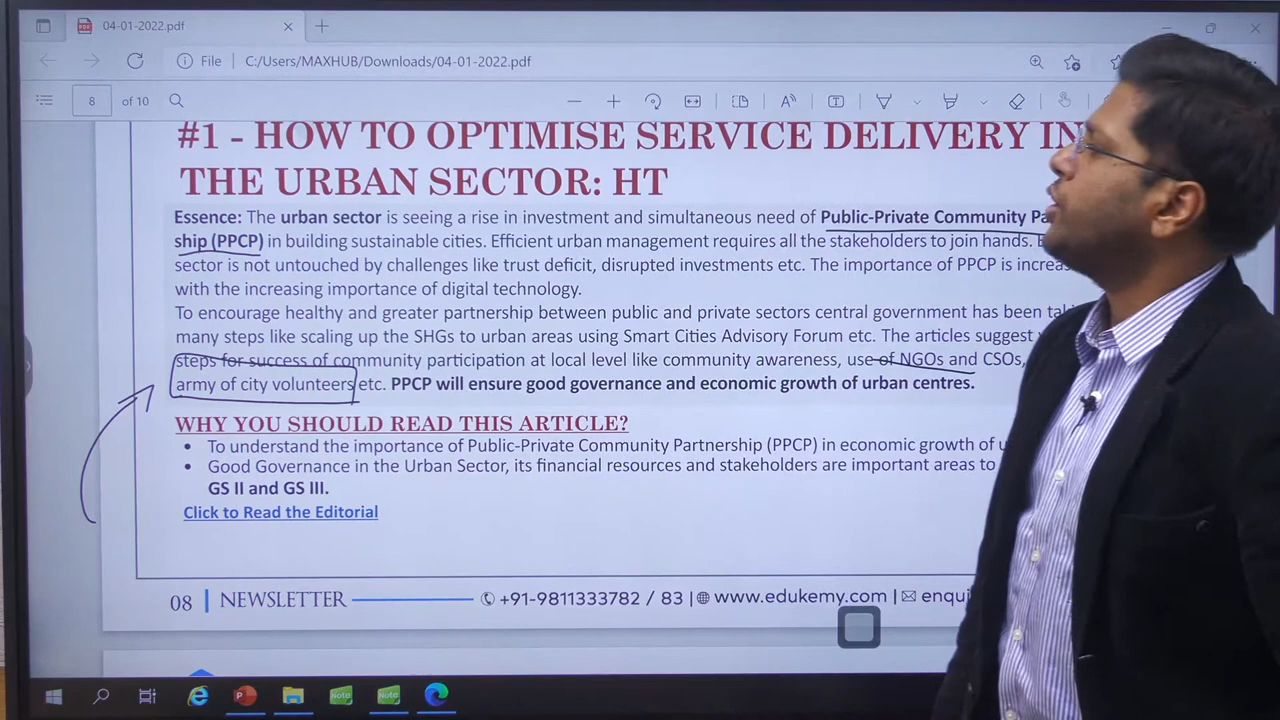 04-01-2022.pdf
File C:/Users/MAXHUB/Downloads/04-01-2022.pdf
8 of 10
#1 - HOW TO OPTIMISE SERVICE DELIVERY IN
THE URBAN SECTOR: HT
Essence: The urban sector is seeing a rise in investment and simultaneous need of Public-Private Community
ship (PPCP) in building sustainable cities. Efficient urban management requires all the stakeholders to join hands.
sector is not untouched by challenges like trust deficit, disrupted investments etc. The importance of PPCP is
with the increasing importance of digital technology.
To encourage healthy and greater partnership between public and private sectors central government has been
many steps like scaling up the SHGs to urban areas using Smart Cities Advisory Forum etc. The articles suggest
steps for success of community participation at local level like community awareness, use of NGOs and CSOs,
army of city volunteers etc. PPCP will ensure good governance and economic growth of urban centres.
WHY YOU SHOULD READ THIS ARTICLE?
• To understand the importance of Public-Private Community Partnership (PPCP) in economic growth of
• Good Governance in the Urban Sector, its financial resources and stakeholders are important areas to
GS II and GS III.
Click to Read the Editorial
08 | NEWSLETTER +91-9811333782 / 83 | www.edukemy.com |